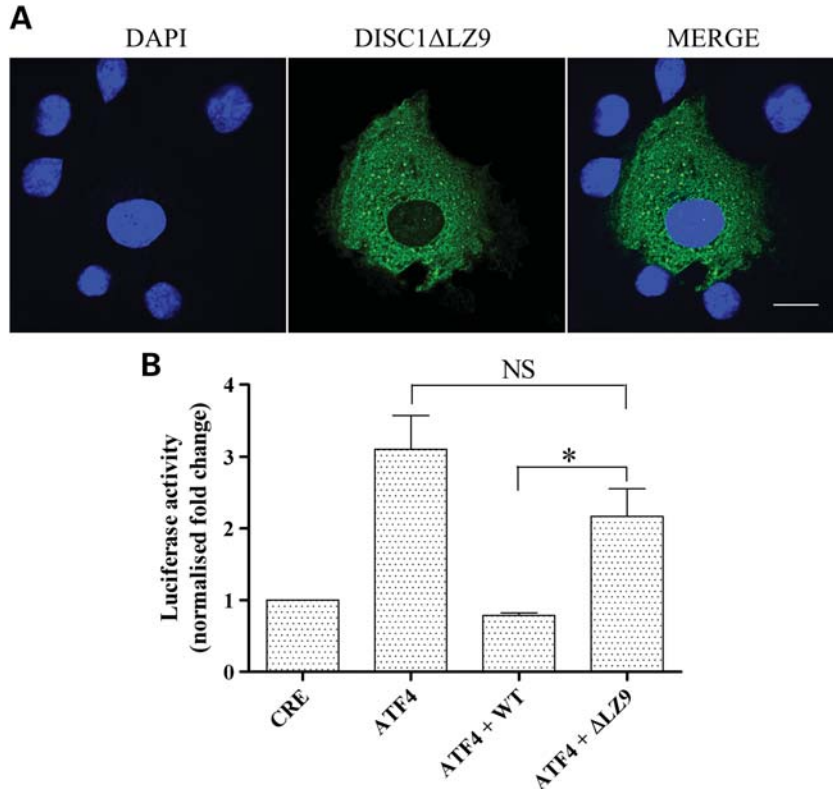 A
DAPI DISC1ΔLZ9 MERGE
B
NS
*
Luciferase activity
(normalised fold change)
4
3
2
1
0
CRE
ATF4
ATF4 + WT
ATF4 + ΔLZ9